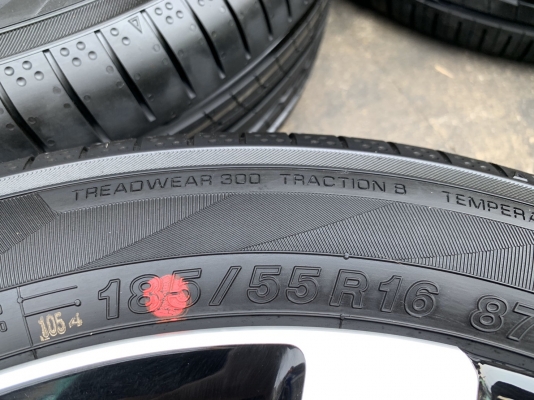 TREADWEAR 300 TRACTION B TEMPERA
185/55R16 87
105